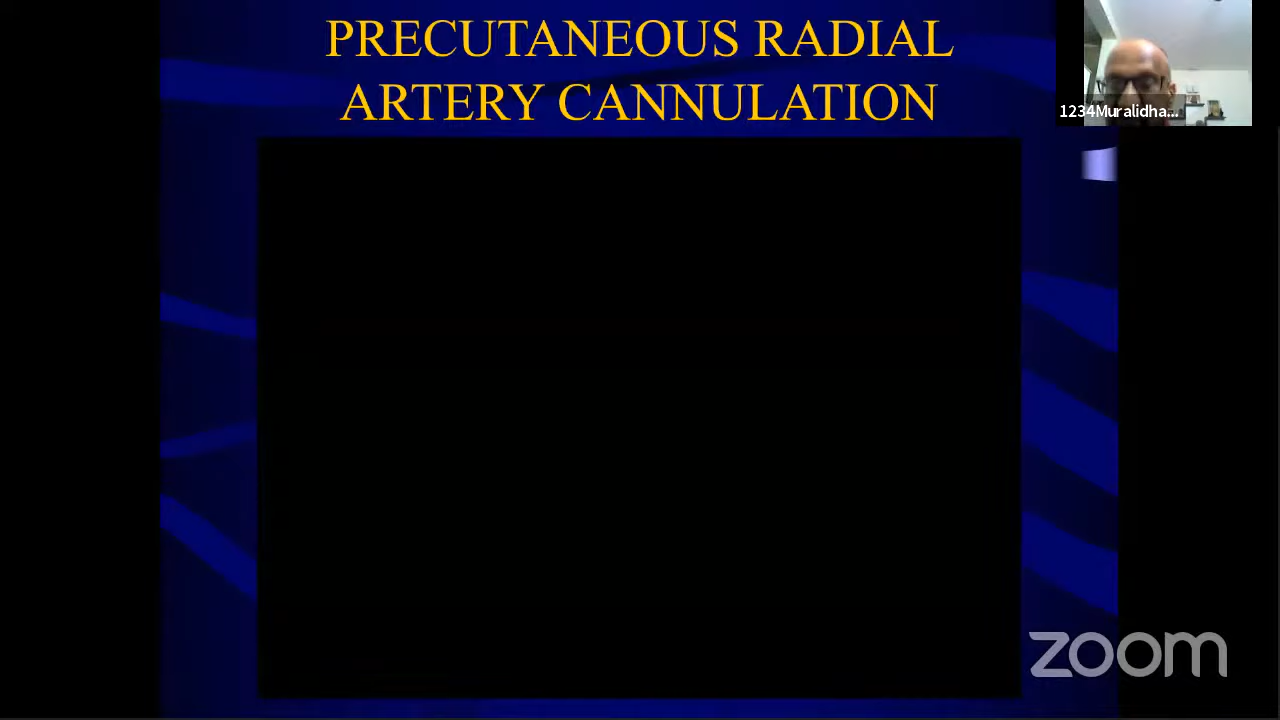 PRECUTANEOUS RADIAL
ARTERY CANNULATION
1234Muralidha...
zoom